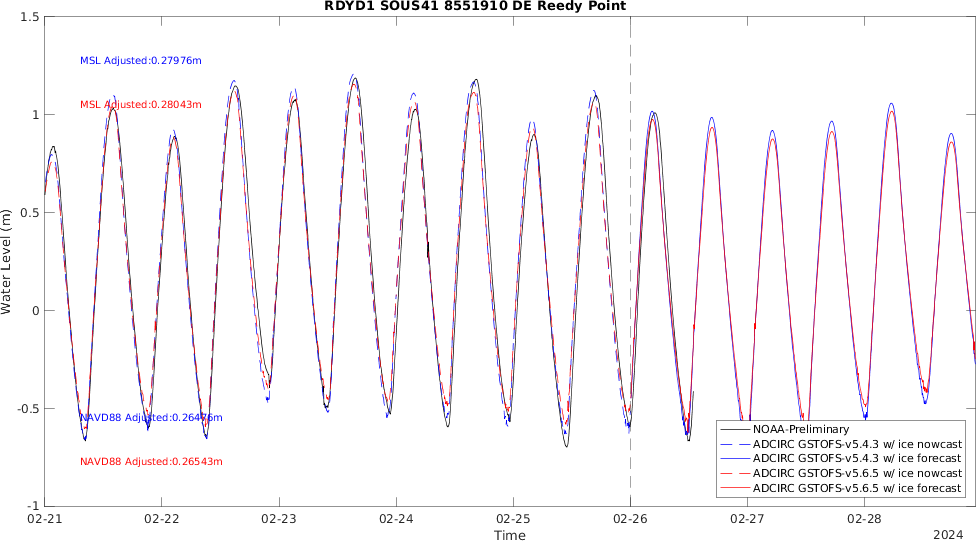 RDYD1 SOUS41 8551910 DE Reedy Point
1.5
MSL Adjusted:0.27976m
MSL Adjusted:0.28043m
1
0.5
Water Level (m)
0
-0.5
NAVD88 Adjusted:0.26476m
NAVD88 Adjusted:0.26543m
NOAA-Preliminary
ADCIRC GSTOFS-v5.4.3 w/ ice nowcast
ADCIRC GSTOFS-v5.4.3 w/ ice forecast
ADCIRC GSTOFS-v5.6.5 w/ ice nowcast
ADCIRC GSTOFS-v5.6.5 w/ ice forecast
-1
02-21 02-22 02-23 02-24 02-25 02-26 02-27 02-28
Time
2024